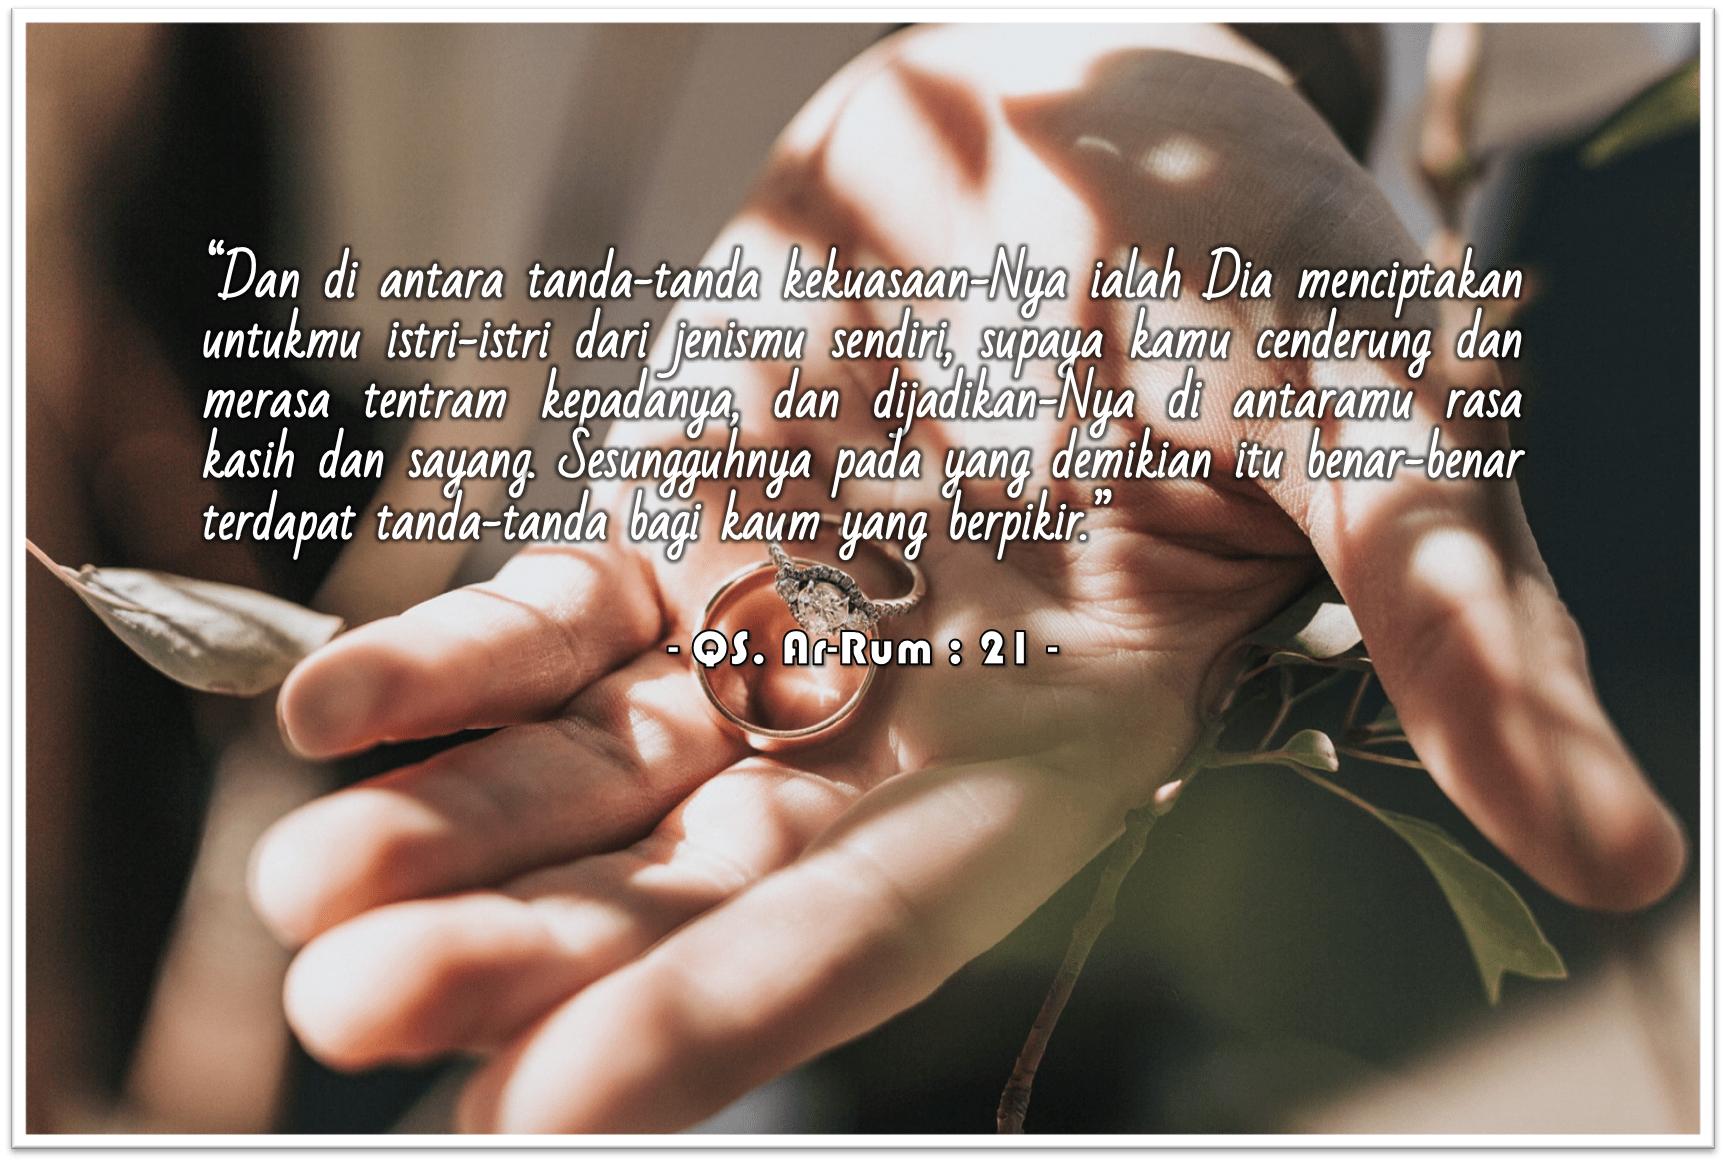 “Dan di antara tanda-tanda kekuasaan-Nya ialah Dia menciptakan
untukmu istri-istri dari jenismu sendiri, supaya kamu cenderung dan
merasa tentram kepadanya, dan dijadikan-Nya di antaramu rasa
kasih dan sayang. Sesungguhnya pada yang demikian itu benar-benar
terdapat tanda-tanda bagi kaum yang berpikir.”
- QS. Ar-Rum : 21 -